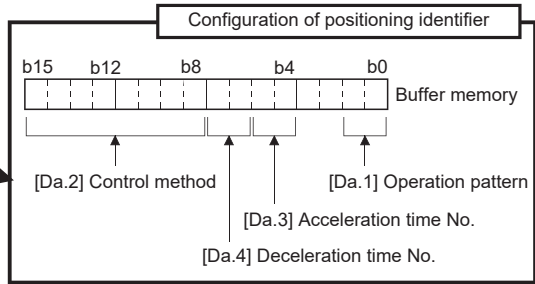 Configuration of positioning identifier
b15 b12 b8 b4 b0
Buffer memory
[Da.2] Control method
[Da.1] Operation pattern
[Da.3] Acceleration time No.
[Da.4] Deceleration time No.